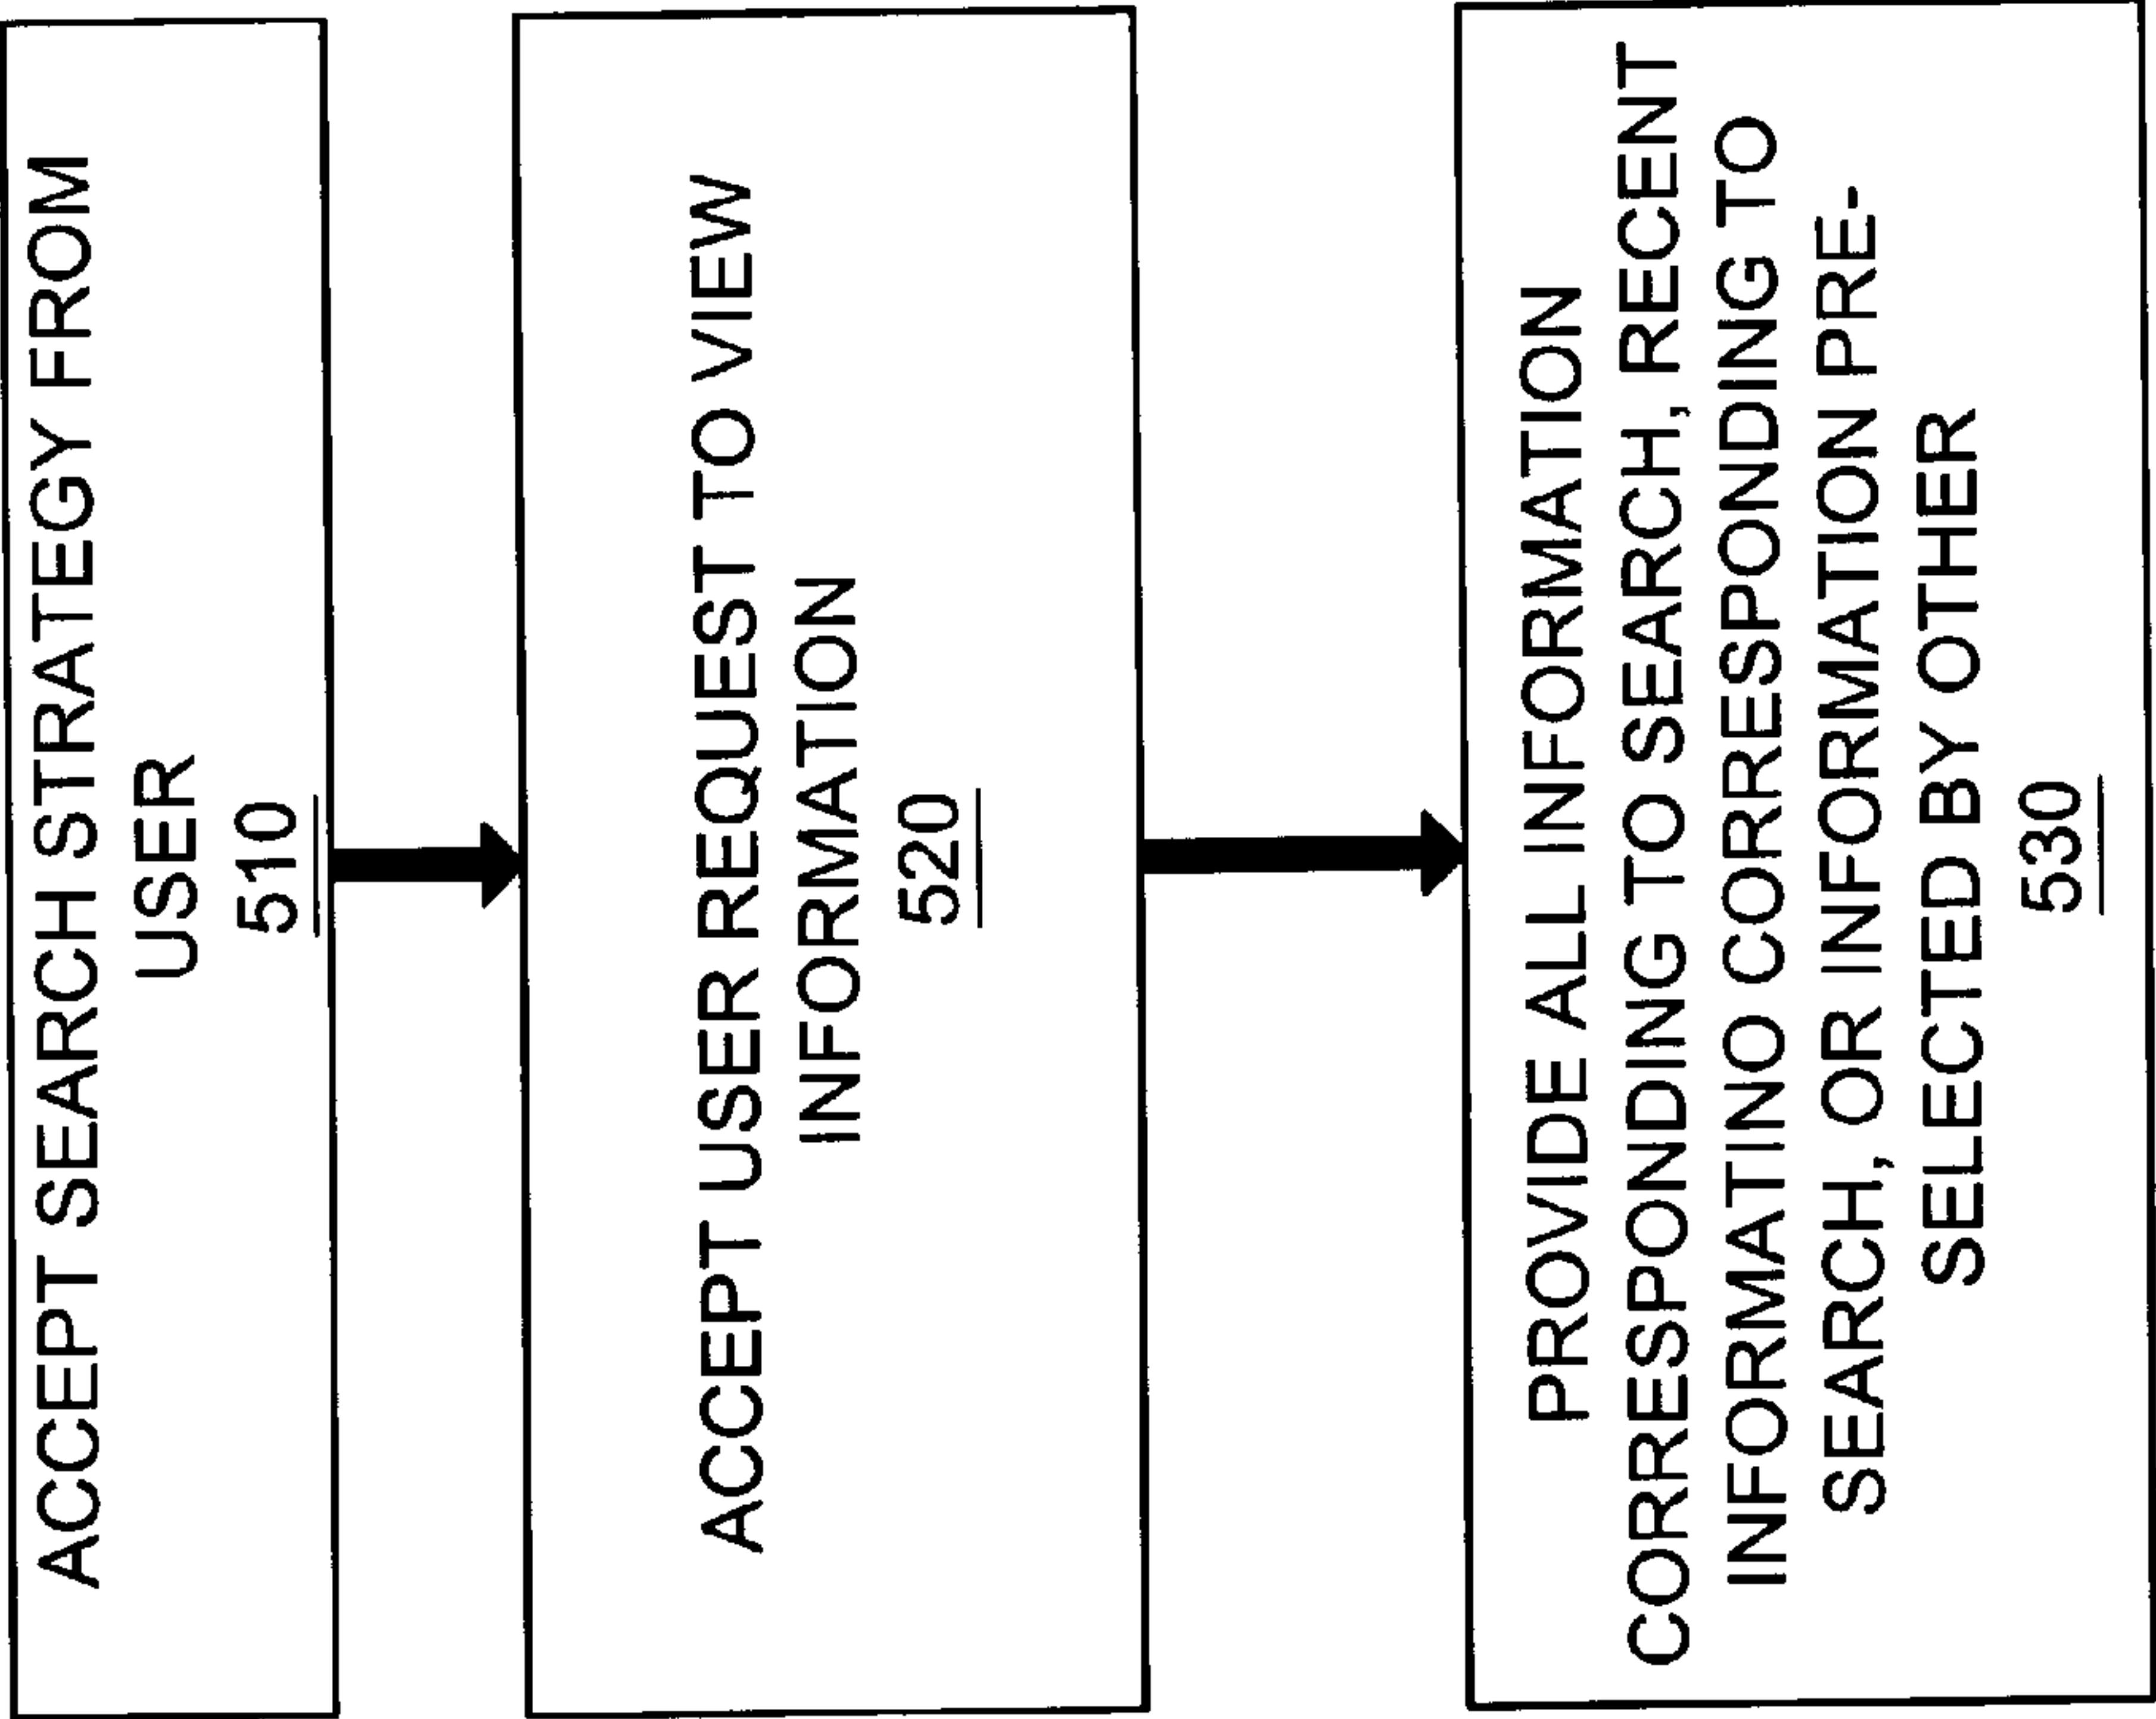 ACCEPT SEARCH STRATEGY FROM
USER
510
ACCEPT USER REQUEST TO VIEW
INFORMATION
520
PROVIDE ALL INFORMATION
CORRESPONDING TO SEARCH, RECENT
INFORMATINO CORRESPONDING TO
SEARCH, OR INFORMATION PRE-
SELECTED BY OTHER
530